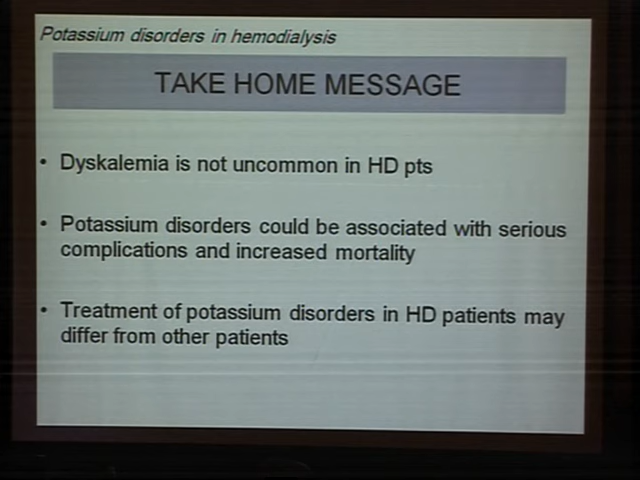 Potassium disorders in hemodialysis
TAKE HOME MESSAGE
• Dyskalemia is not uncommon in HD pts
• Potassium disorders could be associated with serious
complications and increased mortality
• Treatment of potassium disorders in HD patients may
differ from other patients